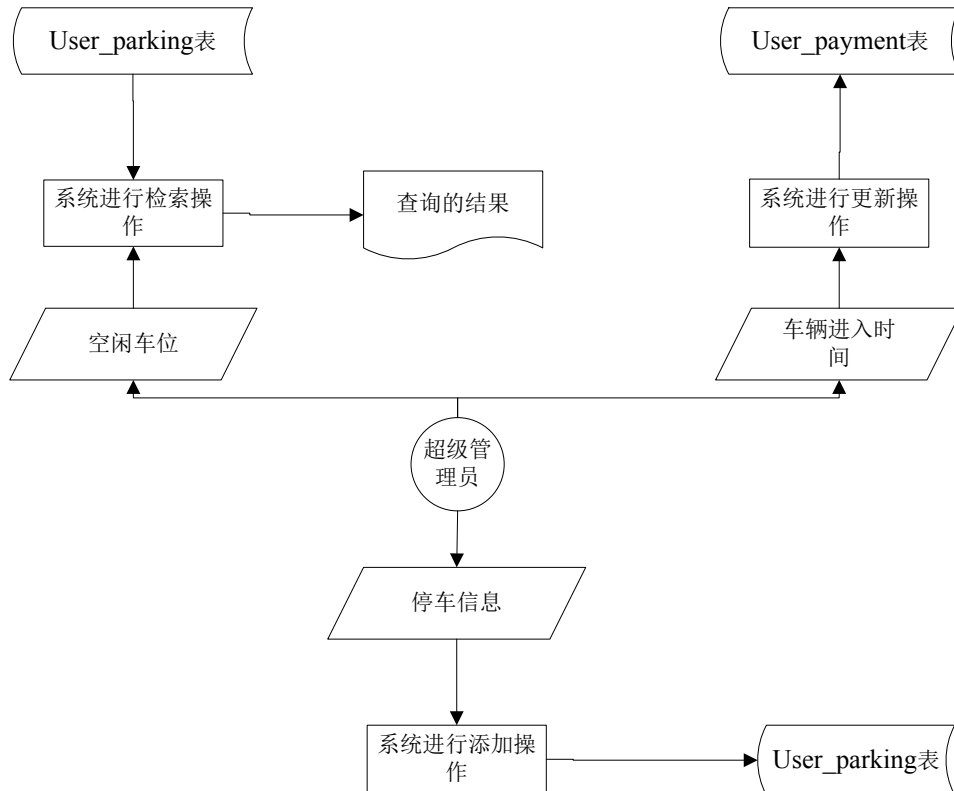 User_parking表
User_payment表
系统进行检索操
作
查询的结果
系统进行更新操
作
空闲车位
车辆进入时
间
超级管
理员
停车信息
系统进行添加操
作
User_parking表